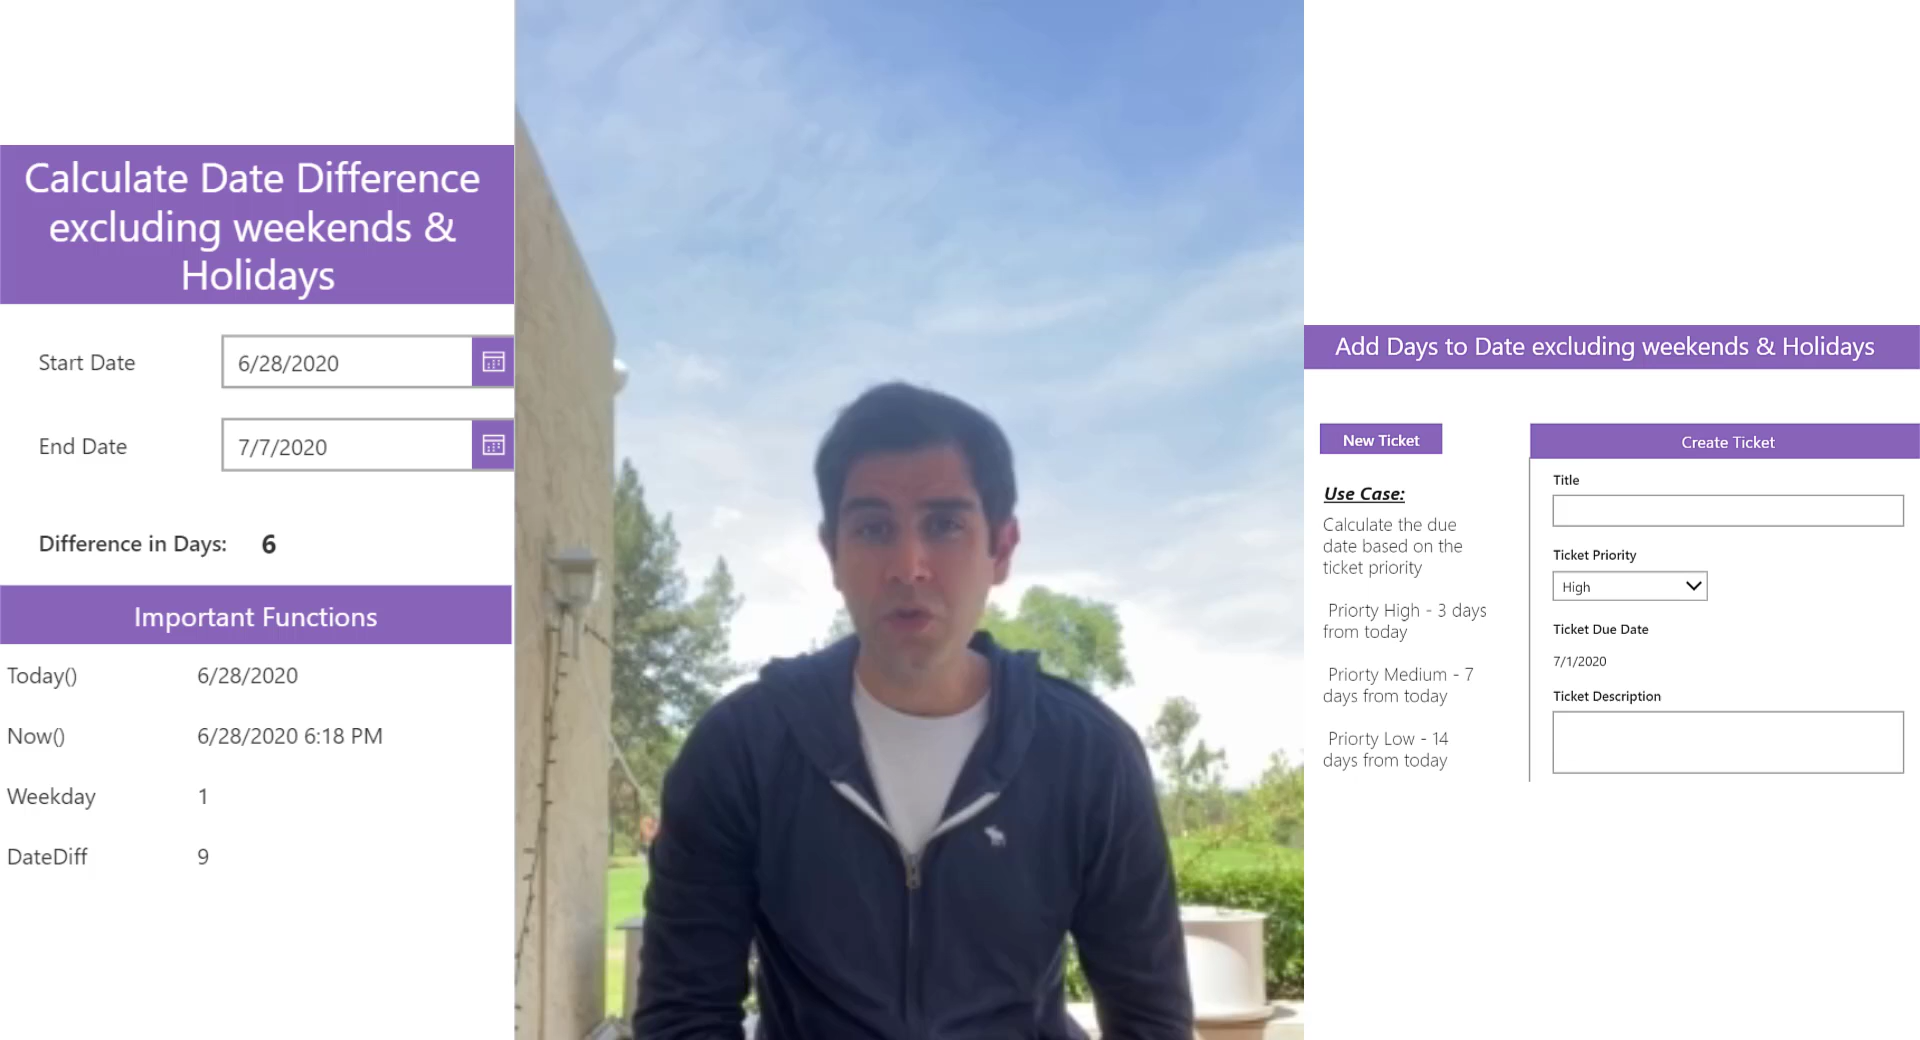 Calculate Date Difference
excluding weekends &
Holidays
Start Date
6/28/2020
End Date
7/7/2020
Difference in Days: 6
Important Functions
Today() 6/28/2020
Now() 6/28/2020 6:18 PM
Weekday 1
DateDiff 9
Add Days to Date excluding weekends & Holidays
New Ticket
Use Case:
Calculate the due
date based on the
ticket priority
Priorty High - 3 days
from today
Priorty Medium - 7
days from today
Priorty Low - 14
days from today
Create Ticket
Title
Ticket Priority
High
Ticket Due Date
7/1/2020
Ticket Description